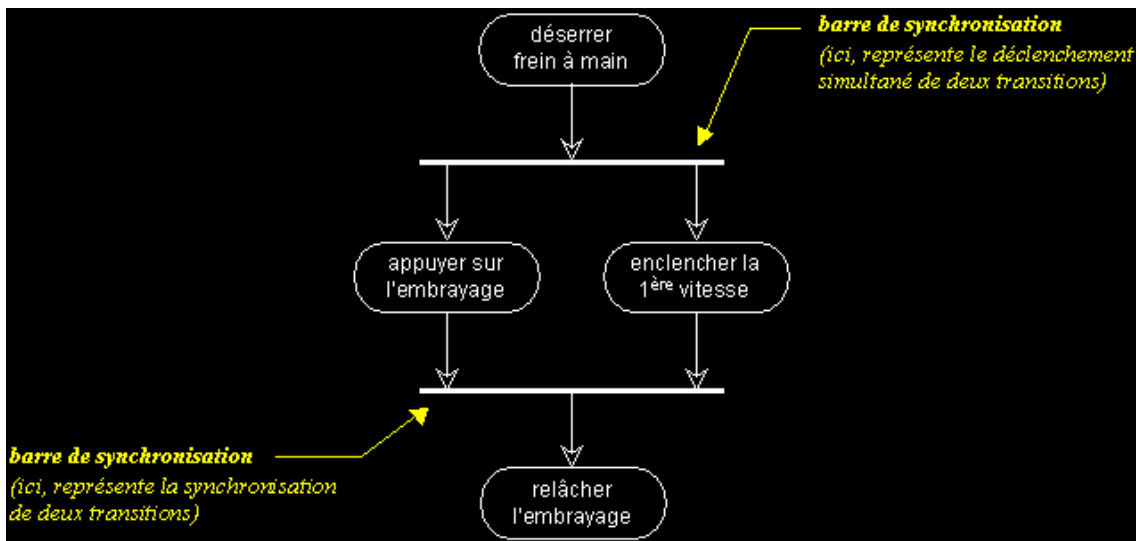 déserrer
frein à main
barre de synchronisation
(ici, représente le déclenchement
simultané de deux transitions)
appuyer sur
l'embrayage
enclencher la
1ère vitesse
barre de synchronisation
(ici, représente la synchronisation
de deux transitions)
relâcher
l'embrayage